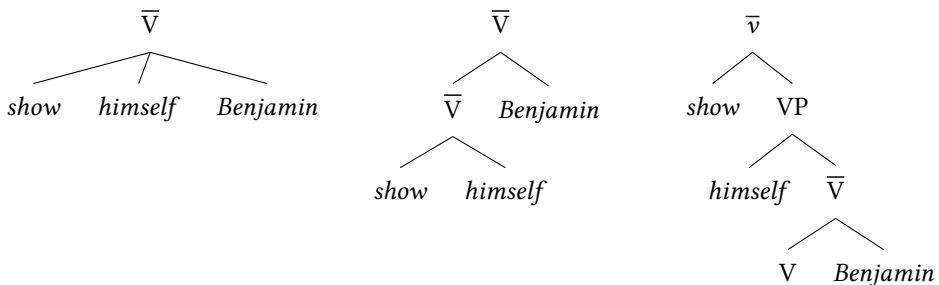 V̅ V̅ v̅
show himself Benjamin V̅ Benjamin show VP
show himself himself V̅
V Benjamin